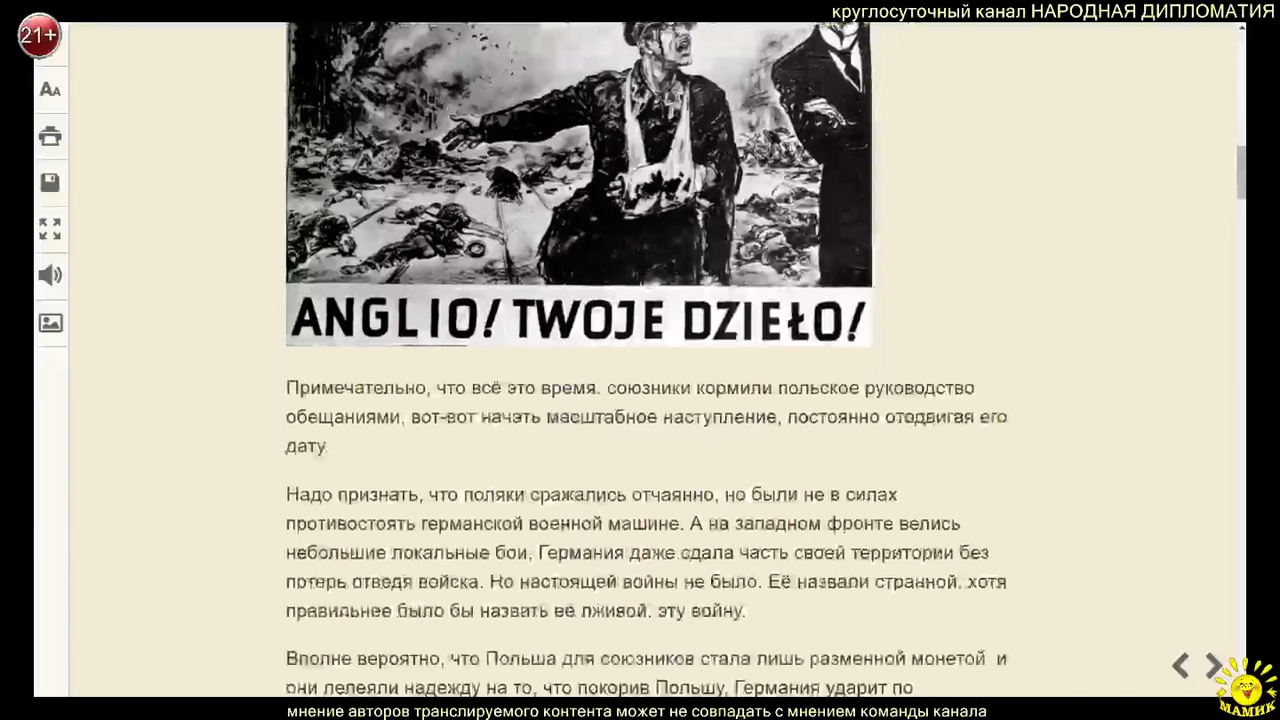 круглосуточный канал НАРОДНАЯ ДИПЛОМАТИЯ
21+
AA
ANGLIO! TWOJE DZIEŁO!
Примечательно, что всё это время. союзники кормили польское руководство
обещаниями, вот-вот начать масштабное наступление, постоянно отодвигая его
дату.
Надо признать, что поляки сражались отчаянно, но были не в силах
противостоять германской военной машине. А на западном фронте велись
небольшие локальные бои, Германия даже сдала часть своей территории без
потерь отведя войска. Но настоящей войны не было. Её назвали странной. хотя
правильнее было бы назвать её лживой. эту войну.
Вполне вероятно, что Польша для союзников стала лишь разменной монетой и
они лелеяли надежду на то, что покорив Польшу, Германия ударит по
МАМИК
мнение авторов транслируемого контента может не совпадать с мнением команды канала